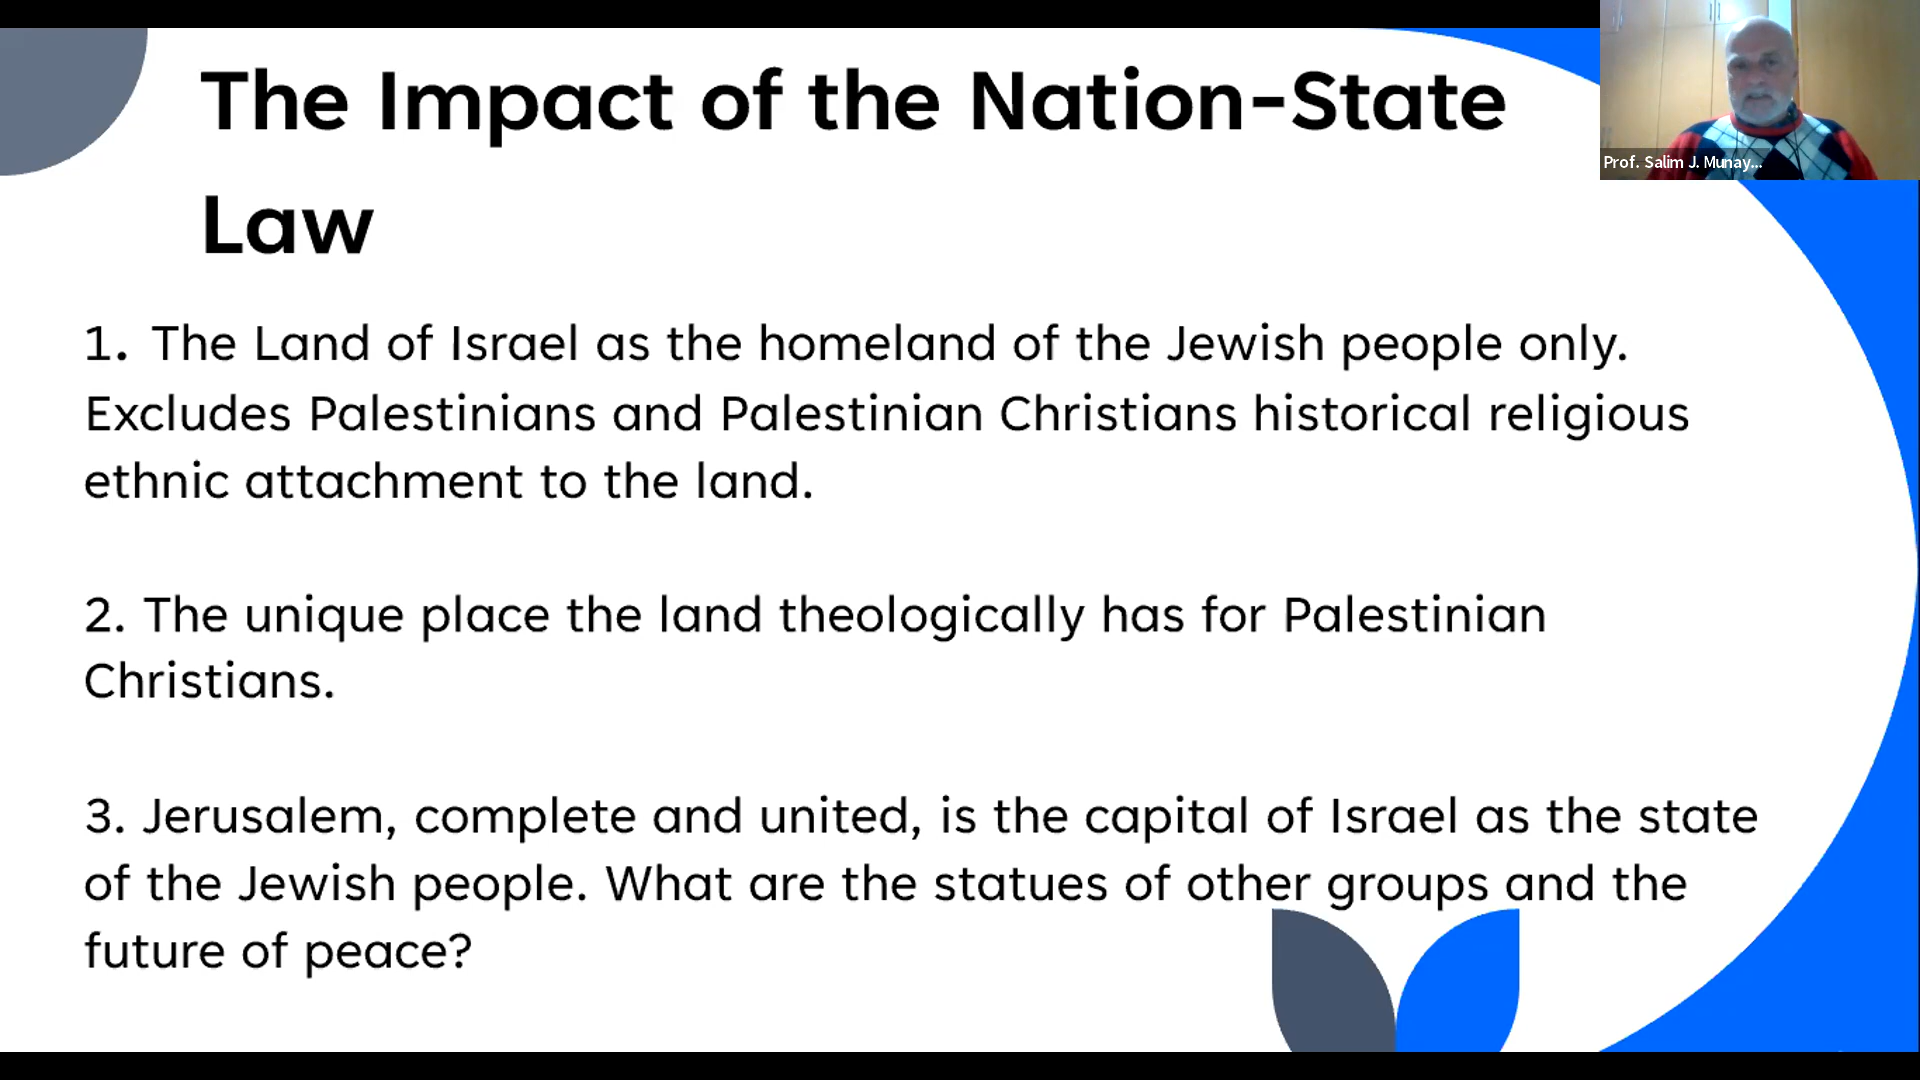 The Impact of the Nation-State
Law
Prof. Salim J. Munay...
1. The Land of Israel as the homeland of the Jewish people only.
Excludes Palestinians and Palestinian Christians historical religious
ethnic attachment to the land.
2. The unique place the land theologically has for Palestinian
Christians.
3. Jerusalem, complete and united, is the capital of Israel as the state
of the Jewish people. What are the statues of other groups and the
future of peace?